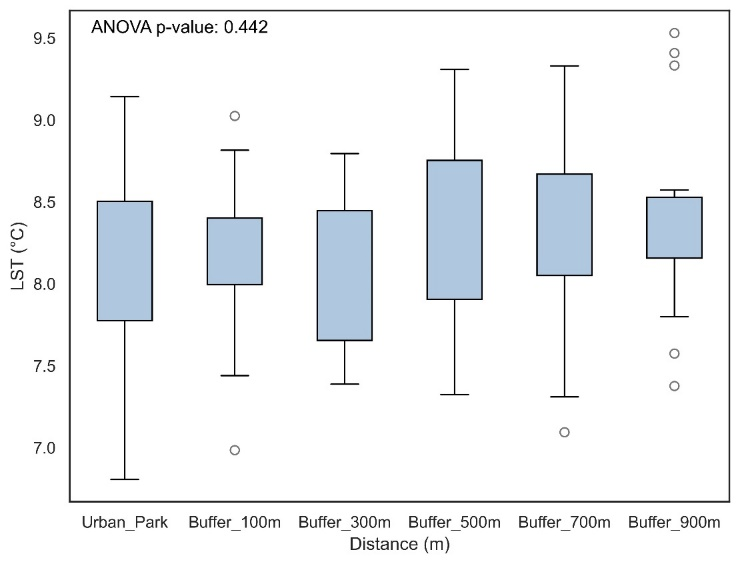 ANOVA p-value: 0.442
LST (°C)
9.5
9.0
8.5
8.0
7.5
7.0
Urban_Park Buffer_100m Buffer_300m Buffer_500m Buffer_700m Buffer_900m
Distance (m)